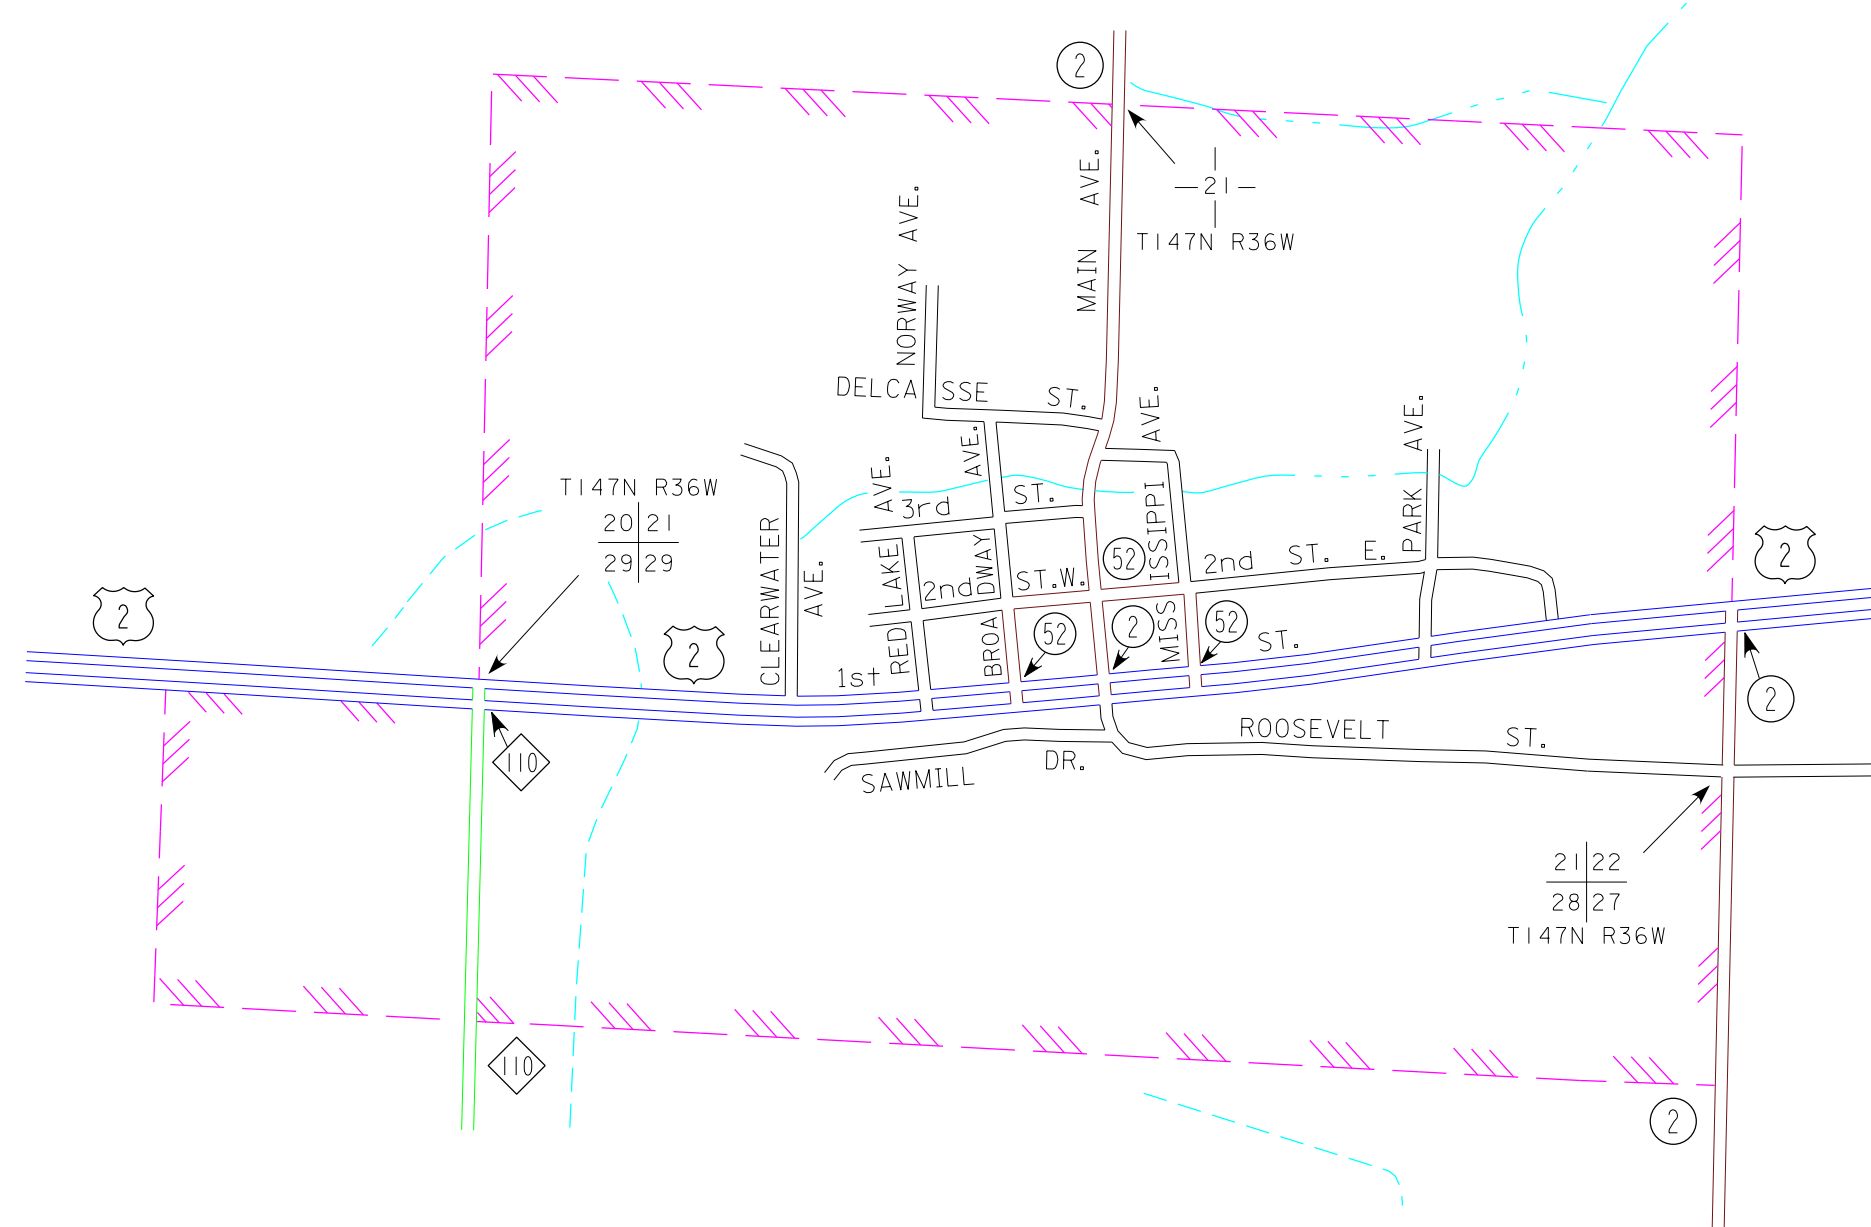 2
—21—
T147N R36W
NORWAY AVE.
MAIN AVE.
DELCASSE ST.
MISSISSIPPI AVE.
PARK AVE.
T147N R36W
20 21
29 29
CLEARWATER AVE.
RED LAKE AVE.
BROADWAY AVE.
3rd ST.
52
2nd ST.W.
2nd ST. E.
2
2
2
52
2
52
1st ST.
2
110
ROOSEVELT ST.
SAWMILL DR.
21 22
28 27
T147N R36W
110
2